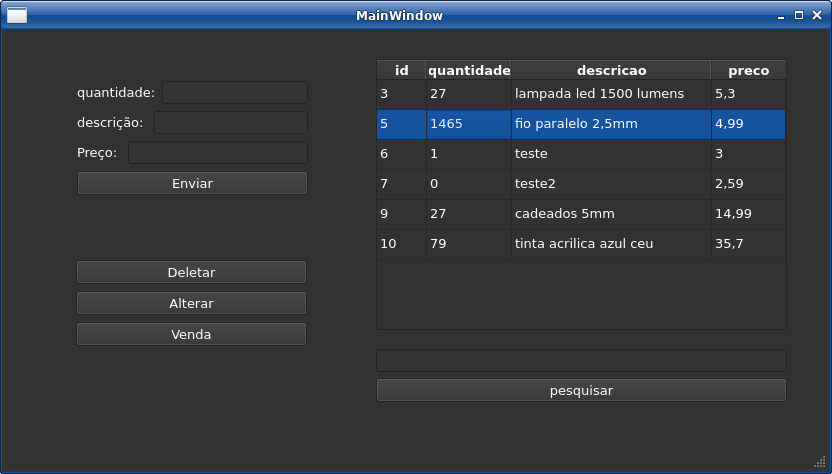 MainWindow
quantidade:
descrição:
Preço:
Enviar
Deletar
Alterar
Venda
id quantidade descricao preco
3 27 lampada led 1500 lumens 5,3
5 1465 fio paralelo 2,5mm 4,99
6 1 teste 3
7 0 teste2 2,59
9 27 cadeados 5mm 14,99
10 79 tinta acrilica azul ceu 35,7
pesquisar